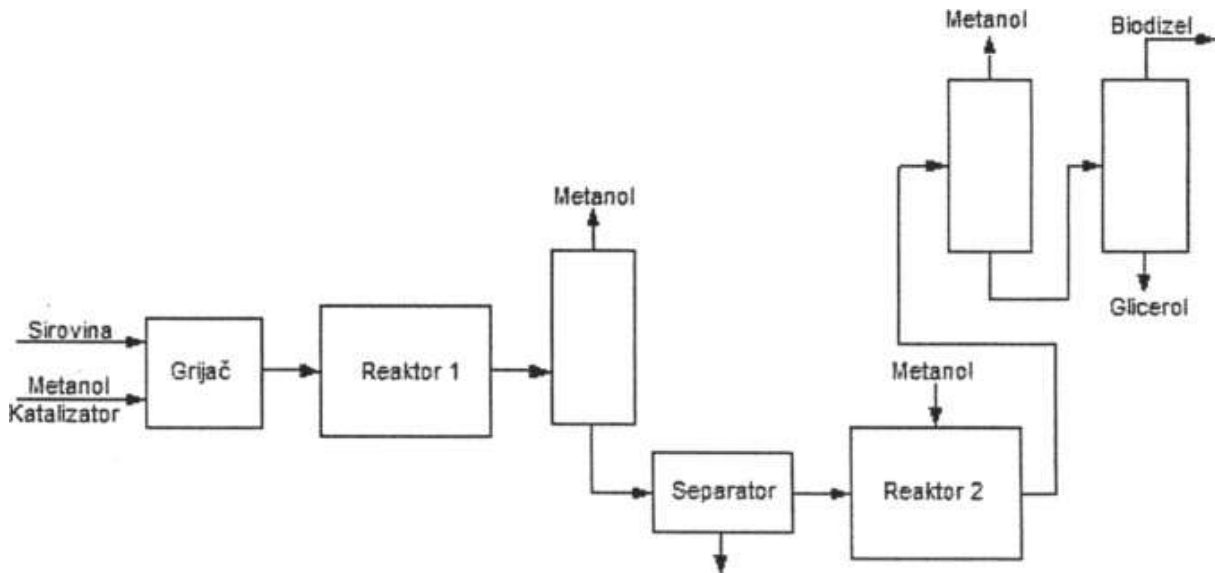 Metanol
Biodizel
Metanol
Glicerol
Sirovina
Metanol
Katalizator
Grijač
Reaktor 1
Metanol
Separator
Reaktor 2